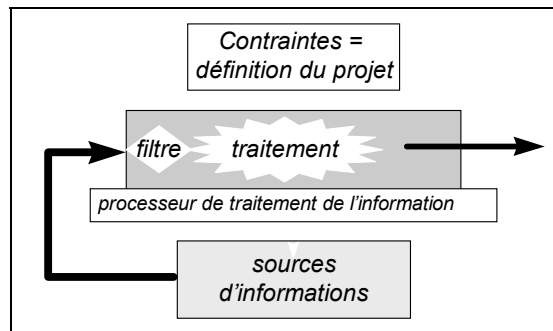 Contraintes =
définition du projet
filtre traitement
processeur de traitement de l'information
sources
d'informations